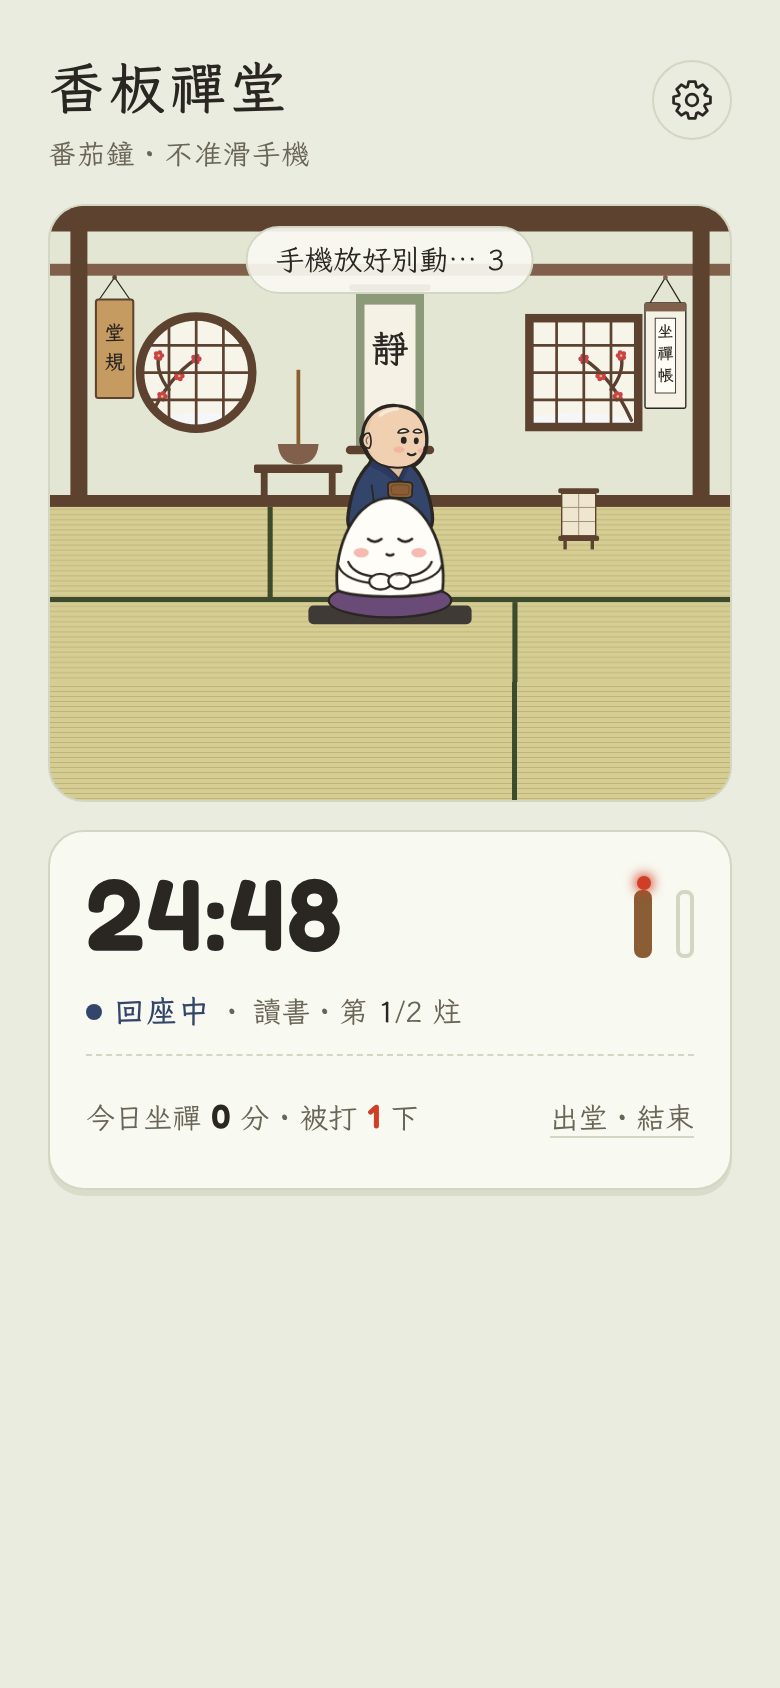 香板禪堂
番茄鐘・不准滑手機
手機放好別動⋯ 3
堂規
靜
坐禪帳
24:48
回座中・讀書・第 1/2 炷
今日坐禪 0 分・被打 1 下
出堂・結束